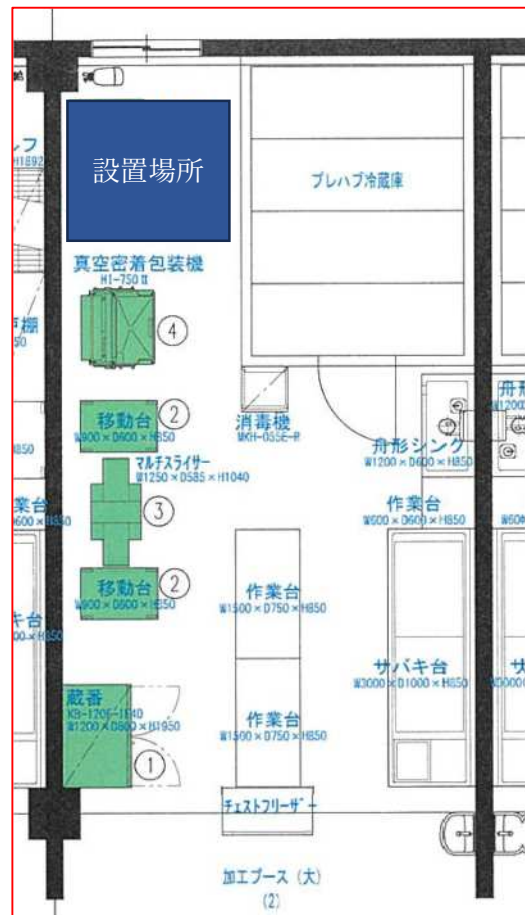 設置場所
プレハブ冷蔵庫
真空密着包装機
HI-750Ⅱ
④
移動台
②
W900×D600×H850
消毒機
MKH-055E-R
マルチスライサー
W1250×D585×H1040
③
舟形シンク
W1200×D600×H850
作業台
W600×D600×H850
移動台
②
W900×D600×H850
作業台
W1500×D750×H850
サバキ台
W3000×D1000×H850
蔵番
W1200×D800×H1950
①
作業台
W1500×D750×H850
チェストフリーザー
加工ブース (大)
(2)